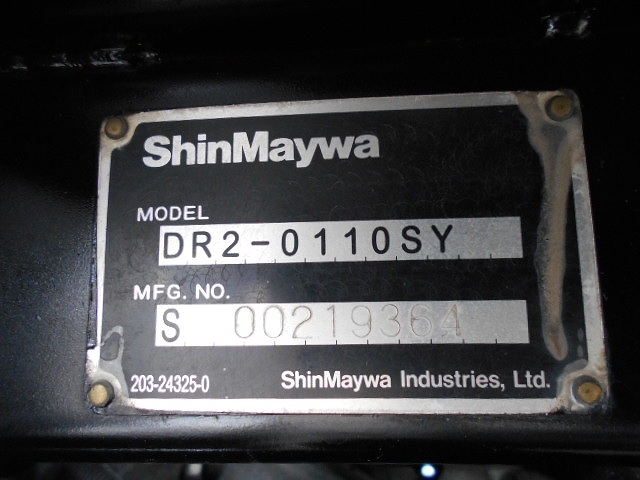 ShinMaywa
MODEL
DR2-0110SY
MFG. NO.
S 00219364
203-24325-0 ShinMaywa Industries, Ltd.